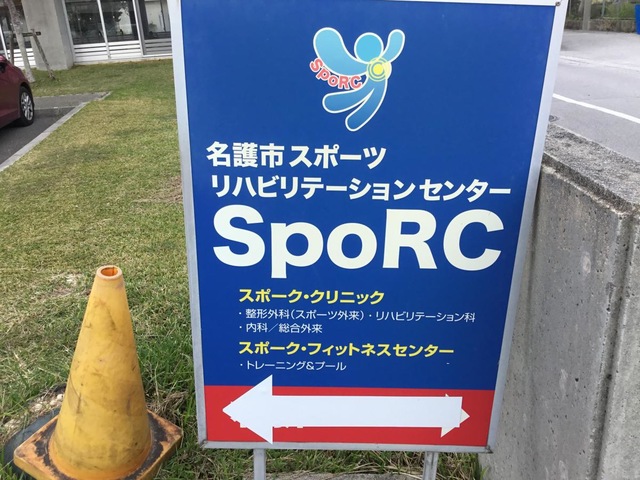 SpoRC
名護市スポーツ
リハビリテーションセンター
SpoRC
スポーク・クリニック
・整形外科(スポーツ外来)・リハビリテーション科
・内科/総合外来
スポーク・フィットネスセンター
・トレーニング&プール